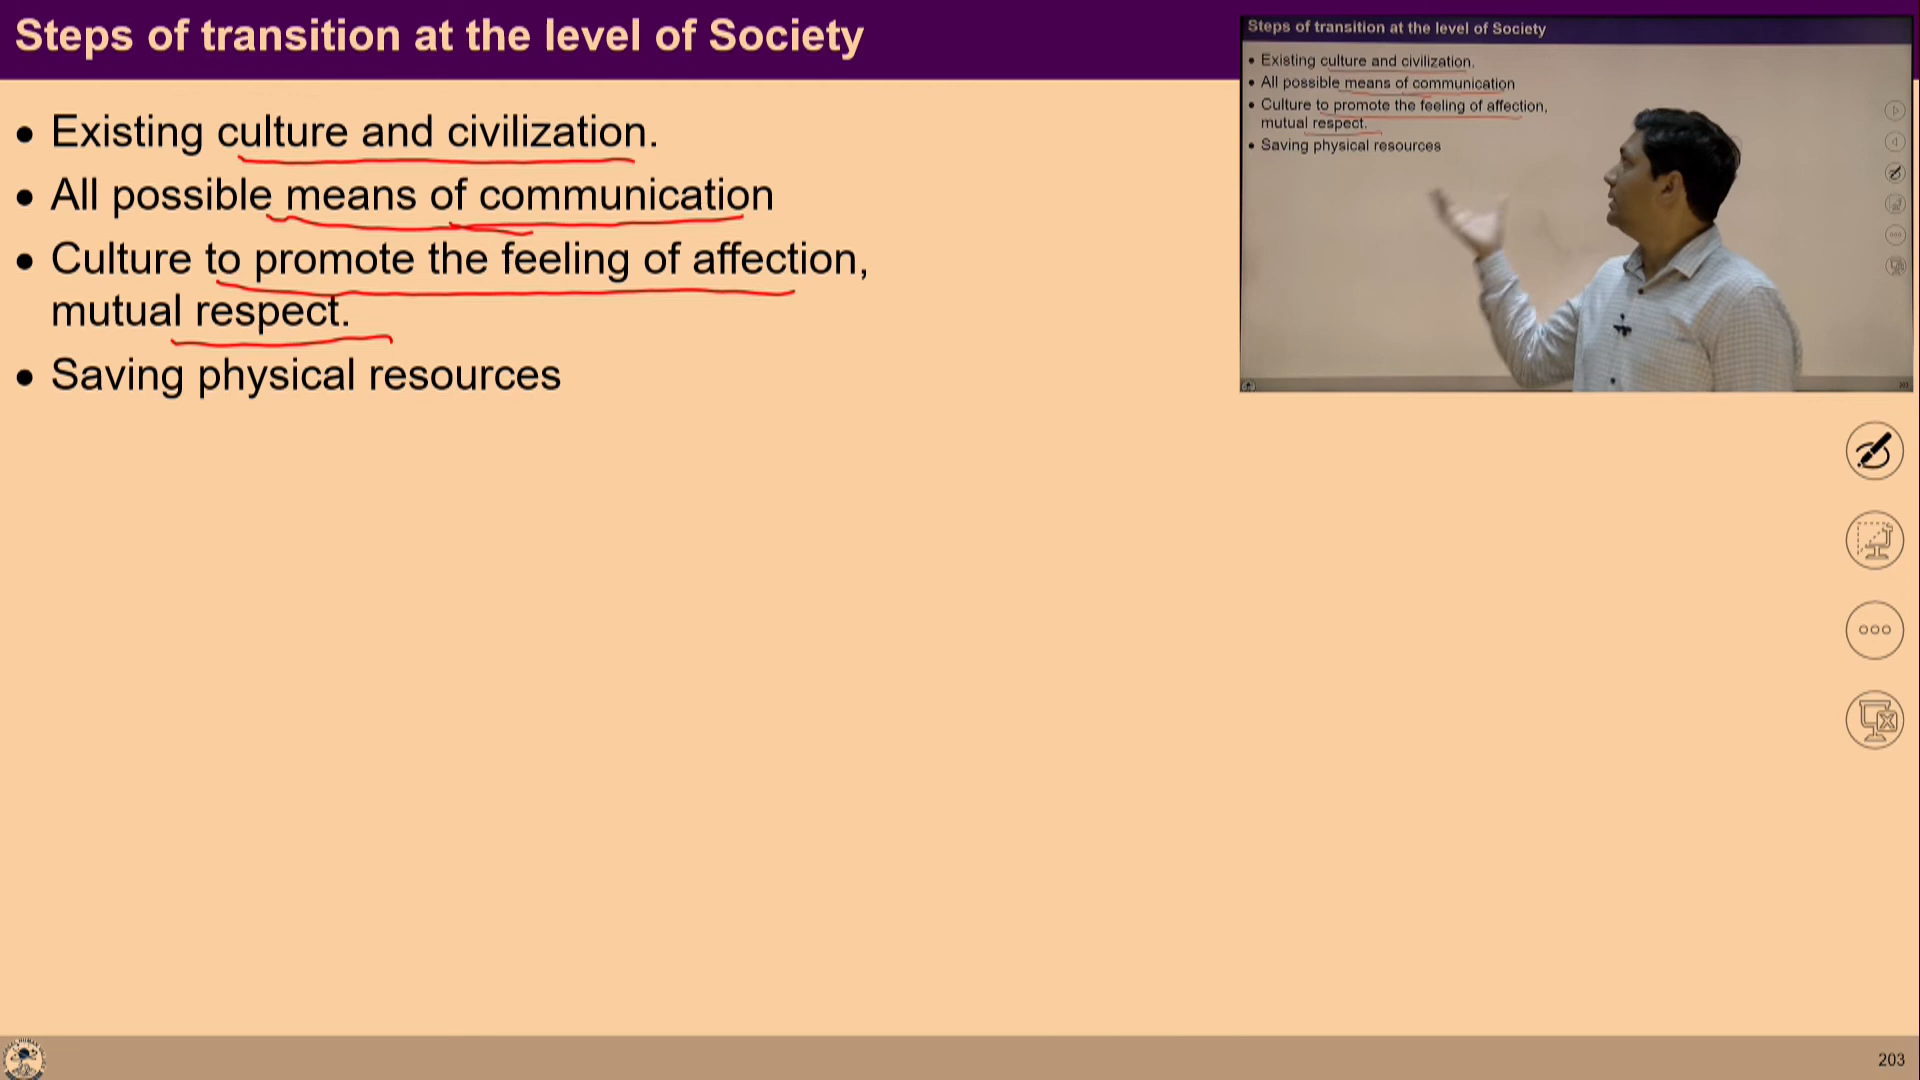 Steps of transition at the level of Society
• Existing culture and civilization.
• All possible means of communication
• Culture to promote the feeling of affection,
mutual respect.
• Saving physical resources
Steps of transition at the level of Society
• Existing culture and civilization.
• All possible means of communication
• Culture to promote the feeling of affection,
mutual respect.
• Saving physical resources
203